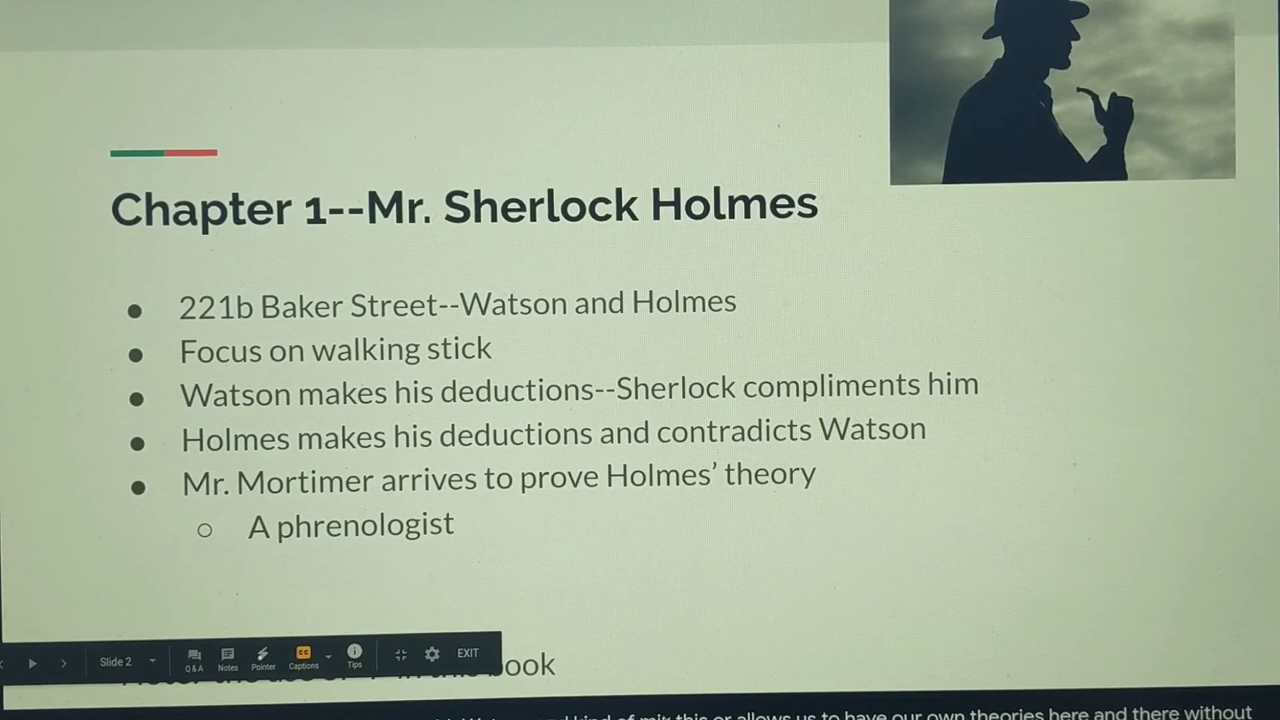 Chapter 1--Mr. Sherlock Holmes
● 221b Baker Street--Watson and Holmes
● Focus on walking stick
● Watson makes his deductions--Sherlock compliments him
● Holmes makes his deductions and contradicts Watson
● Mr. Mortimer arrives to prove Holmes’ theory
○ A phrenologist
Slide 2
Q&A
Notes
Pointer
Captions
CC
Tips
EXIT
book
this or allows us to have our own theories here and there without